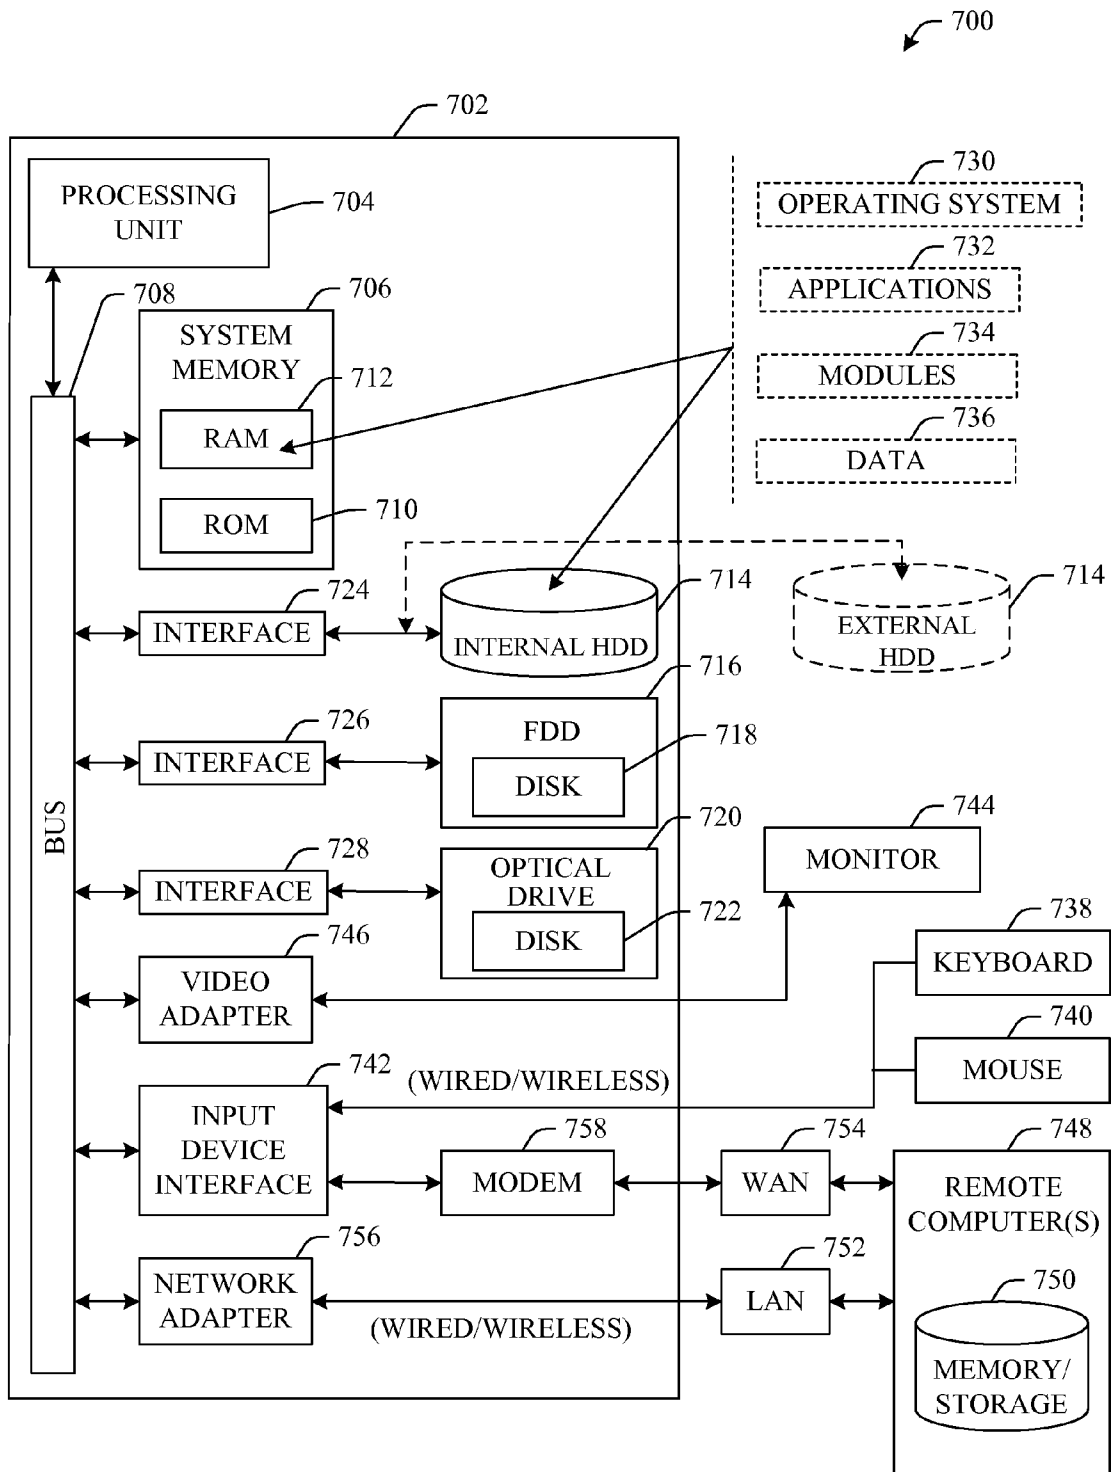 700
702
PROCESSING
UNIT
704
730
OPERATING SYSTEM
708
706
732
SYSTEM
MEMORY
APPLICATIONS
712
RAM
734
MODULES
736
DATA
710
ROM
724
INTERFACE
714
INTERNAL HDD
714
EXTERNAL
HDD
716
726
INTERFACE
FDD
718
DISK
BUS
720
744
MONITOR
728
INTERFACE
OPTICAL
DRIVE
722
DISK
738
KEYBOARD
746
VIDEO
ADAPTER
740
MOUSE
742
(WIRED/WIRELESS)
INPUT
DEVICE
INTERFACE
758
MODEM
754
WAN
748
REMOTE
COMPUTER(S)
756
NETWORK
ADAPTER
752
LAN
(WIRED/WIRELESS)
750
MEMORY/
STORAGE